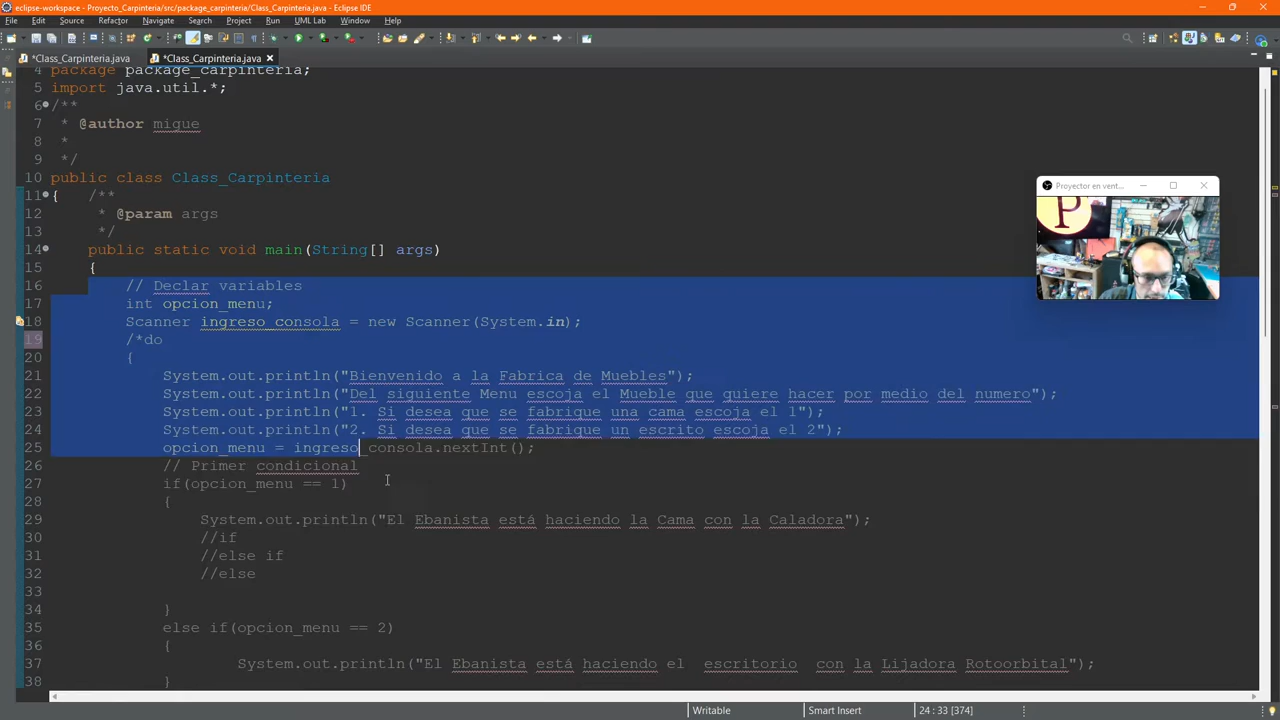 eclipse-workspace - Proyecto_Carpinteria/src/package_carpinteria/Class_Carpinteria.java - Eclipse IDE
File Edit Source Refactor Navigate Search Project Run UML Lab Window Help
*Class_Carpinteria.java *Class_Carpinteria.java
4 package package_carpinteria;
5 import java.util.*;
6 /**
7 * @author migue
8 *
9 */
10 public class Class_Carpinteria
11 { /**
12 * @param args
13 */
14 public static void main(String[] args)
15 {
16 // Declar variables
17 int opcion_menu;
18 Scanner ingreso_consola = new Scanner(System.in);
19 /*do
20 {
21 System.out.println("Bienvenido a la Fabrica de Muebles");
22 System.out.println("Del siguiente Menu escoja el Mueble que quiere hacer por medio del numero");
23 System.out.println("1. Si desea que se fabrique una cama escoja el 1");
24 System.out.println("2. Si desea que se fabrique un escrito escoja el 2");
25 opcion_menu = ingreso_consola.nextInt();
26 // Primer condicional
27 if(opcion_menu == 1)
28 {
29 System.out.println("El Ebanista está haciendo la Cama con la Caladora");
30 //if
31 //else if
32 //else
33
34 }
35 else if(opcion_menu == 2)
36 {
37 System.out.println("El Ebanista está haciendo el  escritorio  con la Lijadora Rotoorbital");
38 }
Proyector en vent...
P
Writable Smart Insert 24 : 33 [374]